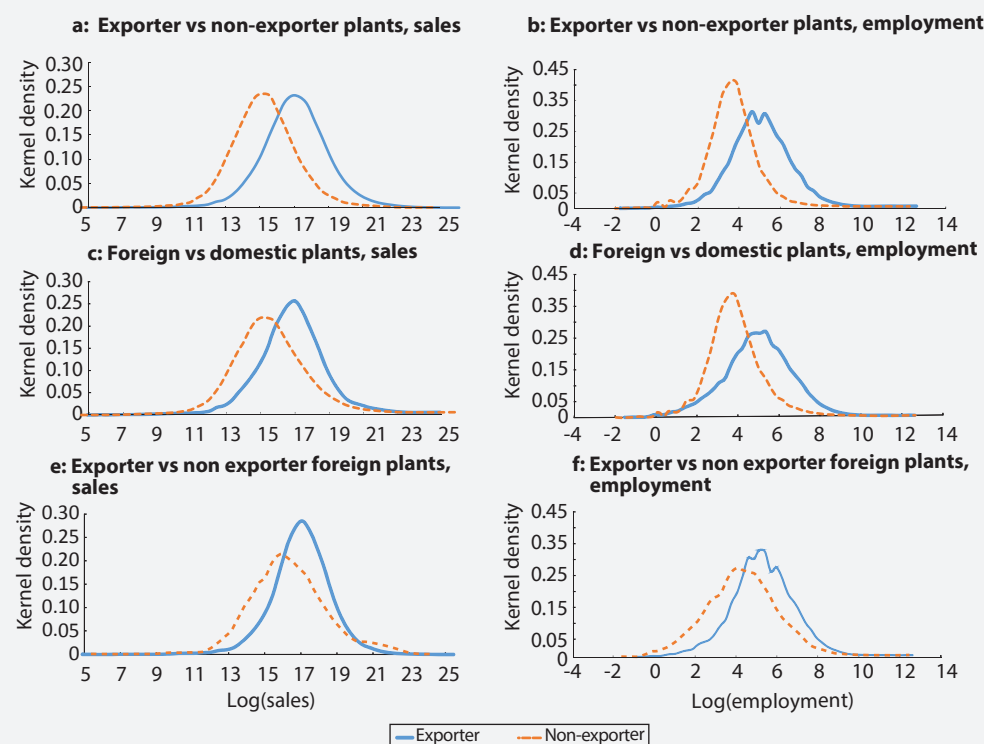 a: Exporter vs non-exporter plants, sales
Kernel density
0.30
0.25
0.20
0.15
0.10
0.05
0
5 7 9 11 13 15 17 19 21 23 25
b: Exporter vs non-exporter plants, employment
Kernel density
0.45
0.35
0.25
0.15
0.05
0
-4 -2 0 2 4 6 8 10 12 14
c: Foreign vs domestic plants, sales
Kernel density
0.30
0.25
0.20
0.15
0.10
0.05
0
5 7 9 11 13 15 17 19 21 23 25
d: Foreign vs domestic plants, employment
Kernel density
0.45
0.35
0.25
0.15
0.05
0
-4 -2 0 2 4 6 8 10 12 14
e: Exporter vs non exporter foreign plants,
sales
Kernel density
0.30
0.25
0.20
0.15
0.10
0.05
0
5 7 9 11 13 15 17 19 21 23 25
Log(sales)
f: Exporter vs non exporter foreign plants,
employment
Kernel density
0.45
0.35
0.25
0.15
0.05
0
-4 -2 0 2 4 6 8 10 12 14
Log(employment)
Exporter Non-exporter